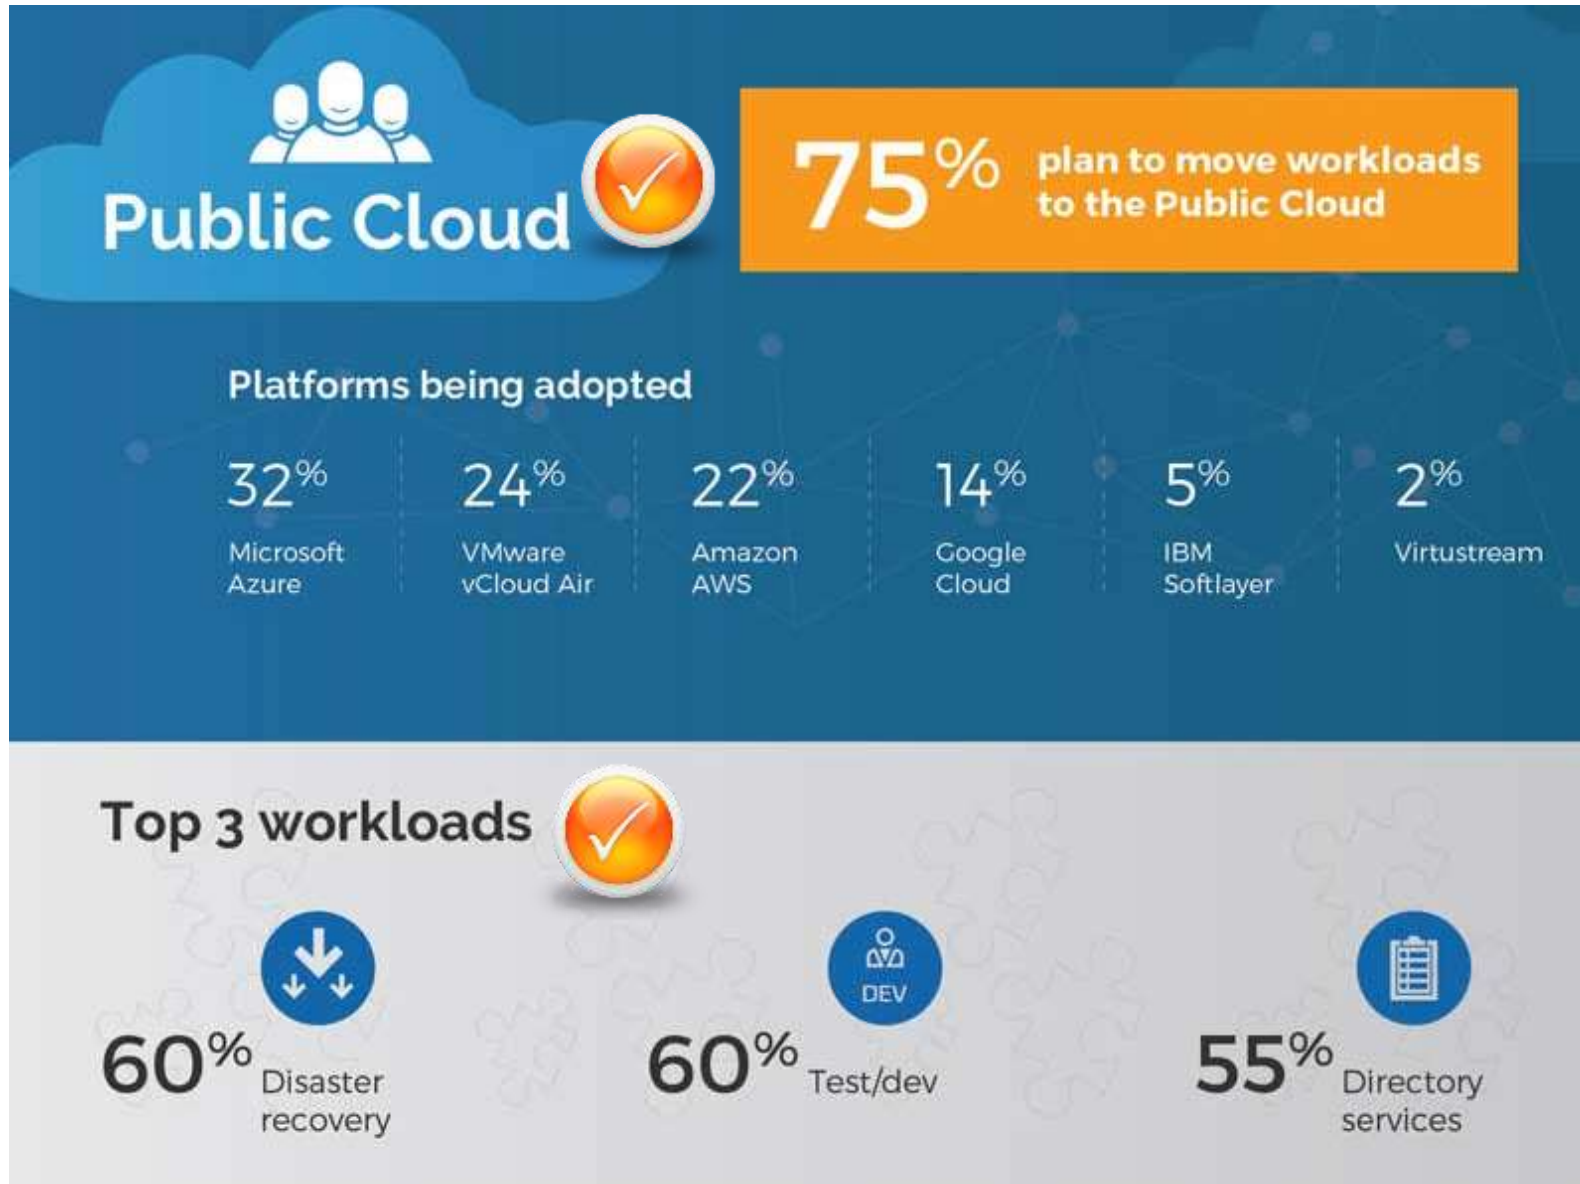 Public Cloud
75% plan to move workloads
to the Public Cloud
Platforms being adopted
32%
Microsoft
Azure
24%
VMware
vCloud Air
22%
Amazon
AWS
14%
Google
Cloud
5%
IBM
Softlayer
2%
Virtustream
Top 3 workloads
60% Disaster
recovery
DEV
60% Test/dev
55% Directory
services